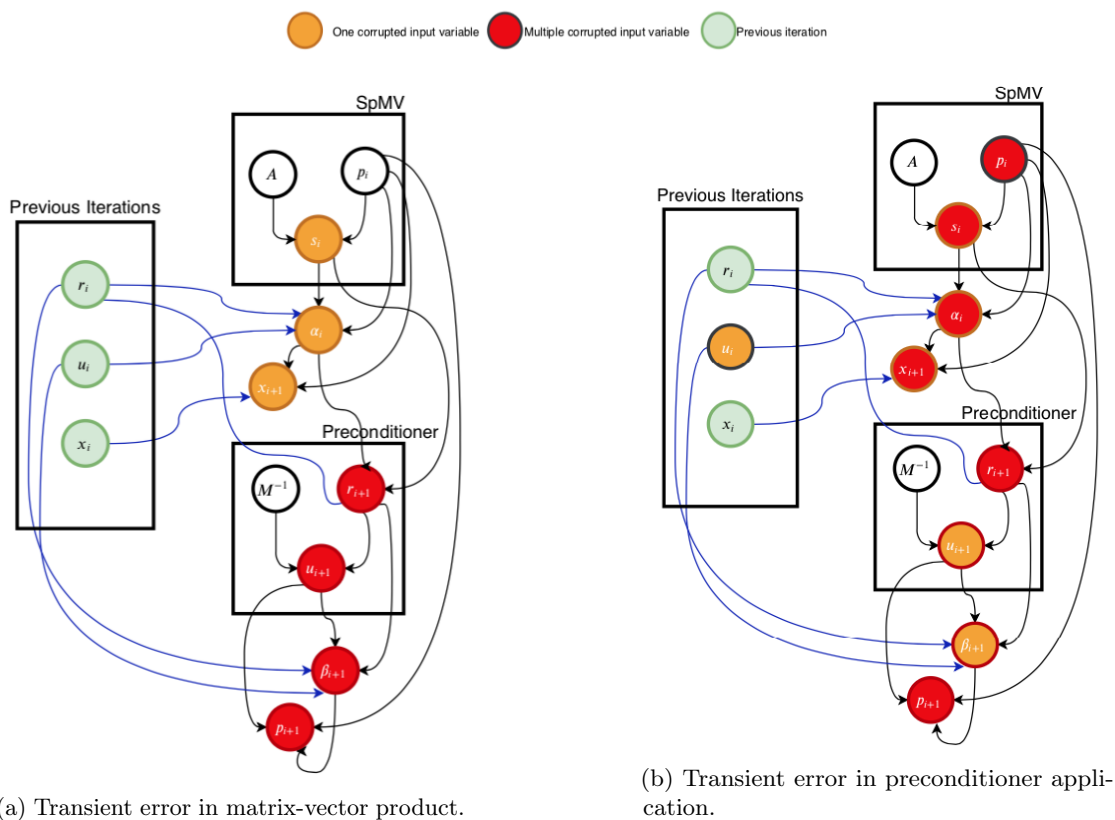 One corrupted input variable Multiple corrupted input variable Previous iteration
SpMV
A
p_i
s_i
Previous Iterations
r_i
u_i
x_i
α_i
x_{i+1}
Preconditioner
M^{-1}
r_{i+1}
u_{i+1}
β_{i+1}
p_{i+1}
(a) Transient error in matrix-vector product.
SpMV
A
p_i
s_i
Previous Iterations
r_i
u_i
x_i
α_i
x_{i+1}
Preconditioner
M^{-1}
r_{i+1}
u_{i+1}
β_{i+1}
p_{i+1}
(b) Transient error in preconditioner appli-
cation.